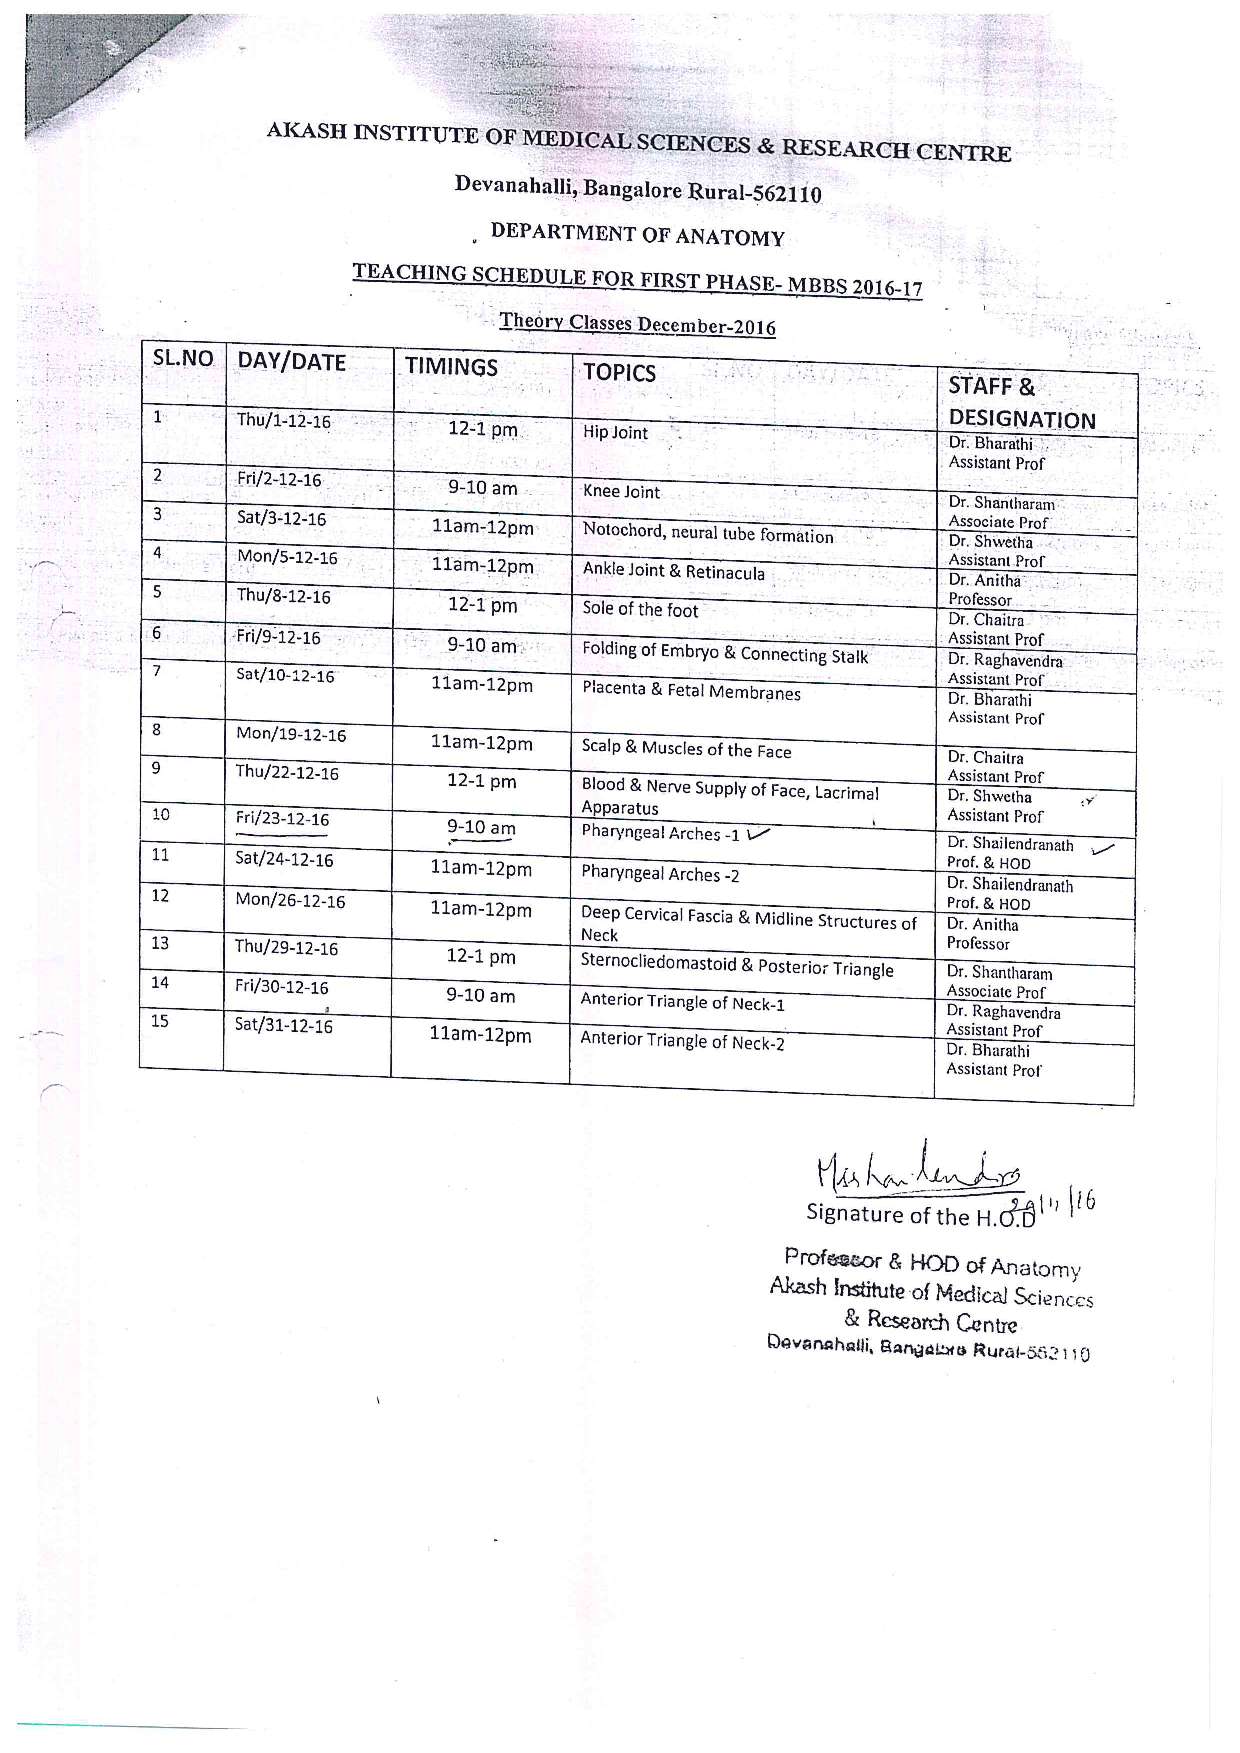 AKASH INSTITUTE OF MEDICAL SCIENCES & RESEARCH CENTRE
Devanahalli, Bangalore Rural-562110
DEPARTMENT OF ANATOMY
TEACHING SCHEDULE FOR FIRST PHASE- MBBS 2016-17
Theory Classes December-2016
SL.NO DAY/DATE TIMINGS TOPICS STAFF & DESIGNATION
1 Thu/1-12-16 12-1 pm Hip Joint Dr. Bharathi Assistant Prof
2 Fri/2-12-16 9-10 am Knee Joint Dr. Shantharam Associate Prof
3 Sat/3-12-16 11am-12pm Notochord, neural tube formation Dr. Shwetha Assistant Prof
4 Mon/5-12-16 11am-12pm Ankle Joint & Retinacula Dr. Anitha Professor
5 Thu/8-12-16 12-1 pm Sole of the foot Dr. Chaitra Assistant Prof
6 Fri/9-12-16 9-10 am Folding of Embryo & Connecting Stalk Dr. Raghavendra Assistant Prof
7 Sat/10-12-16 11am-12pm Placenta & Fetal Membranes Dr. Bharathi Assistant Prof
8 Mon/19-12-16 11am-12pm Scalp & Muscles of the Face Dr. Chaitra Assistant Prof
9 Thu/22-12-16 12-1 pm Blood & Nerve Supply of Face, Lacrimal Apparatus Dr. Shwetha Assistant Prof
10 Fri/23-12-16 9-10 am Pharyngeal Arches -1 Dr. Shailendranath Prof. & HOD
11 Sat/24-12-16 11am-12pm Pharyngeal Arches -2 Dr. Shailendranath Prof. & HOD
12 Mon/26-12-16 11am-12pm Deep Cervical Fascia & Midline Structures of Neck Dr. Anitha Professor
13 Thu/29-12-16 12-1 pm Sternocliedomastoid & Posterior Triangle Dr. Shantharam Associate Prof
14 Fri/30-12-16 9-10 am Anterior Triangle of Neck-1 Dr. Raghavendra Assistant Prof
15 Sat/31-12-16 11am-12pm Anterior Triangle of Neck-2 Dr. Bharathi Assistant Prof
Signature of the H.O.D
Professor & HOD of Anatomy
Akash Institute of Medical Sciences
& Research Centre
Devanahalli, Bangalore Rural-562110